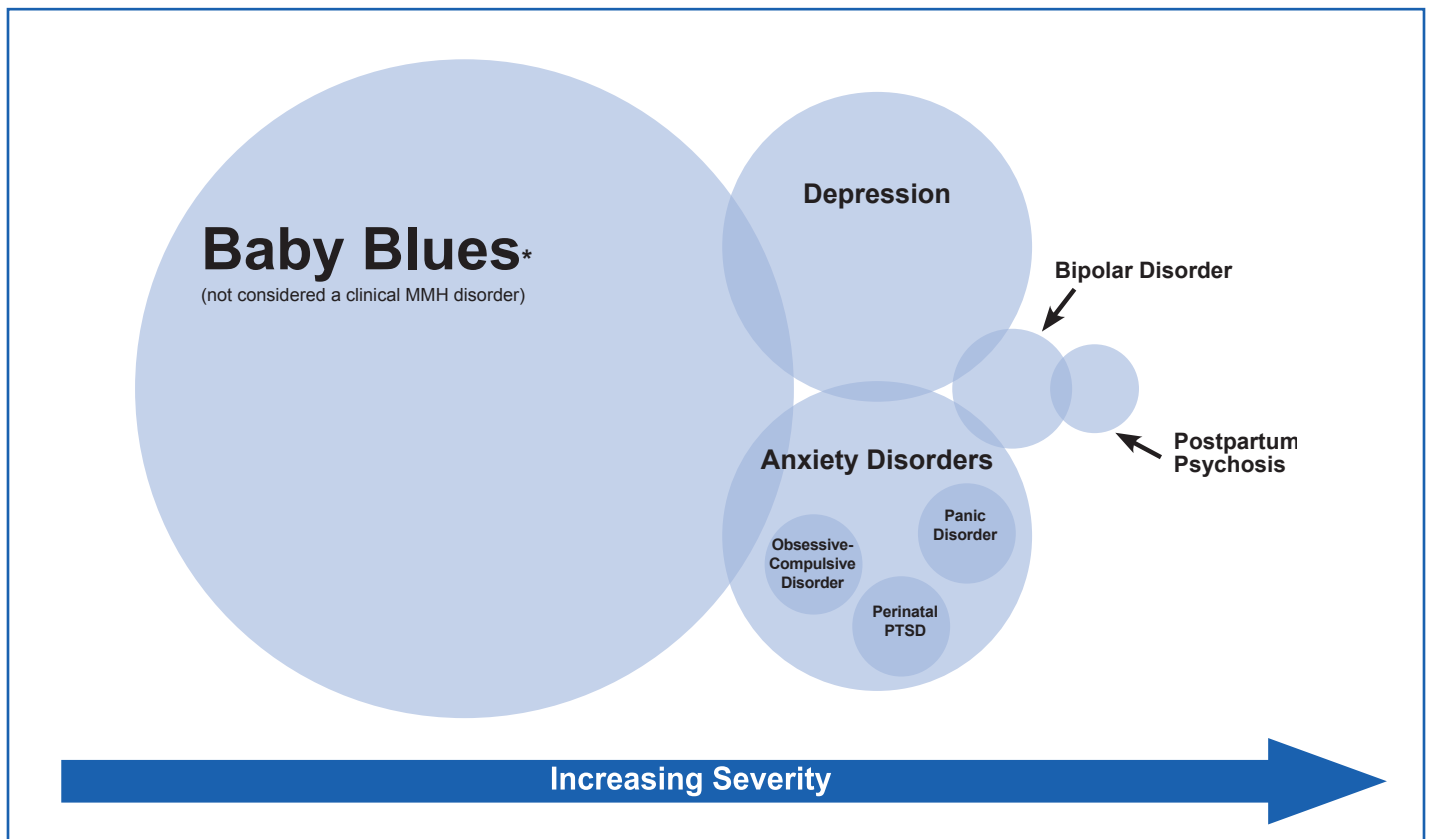 Baby Blues*
(not considered a clinical MMH disorder)
Depression
Bipolar Disorder
Postpartum
Psychosis
Anxiety Disorders
Panic
Disorder
Obsessive-
Compulsive
Disorder
Perinatal
PTSD
Increasing Severity